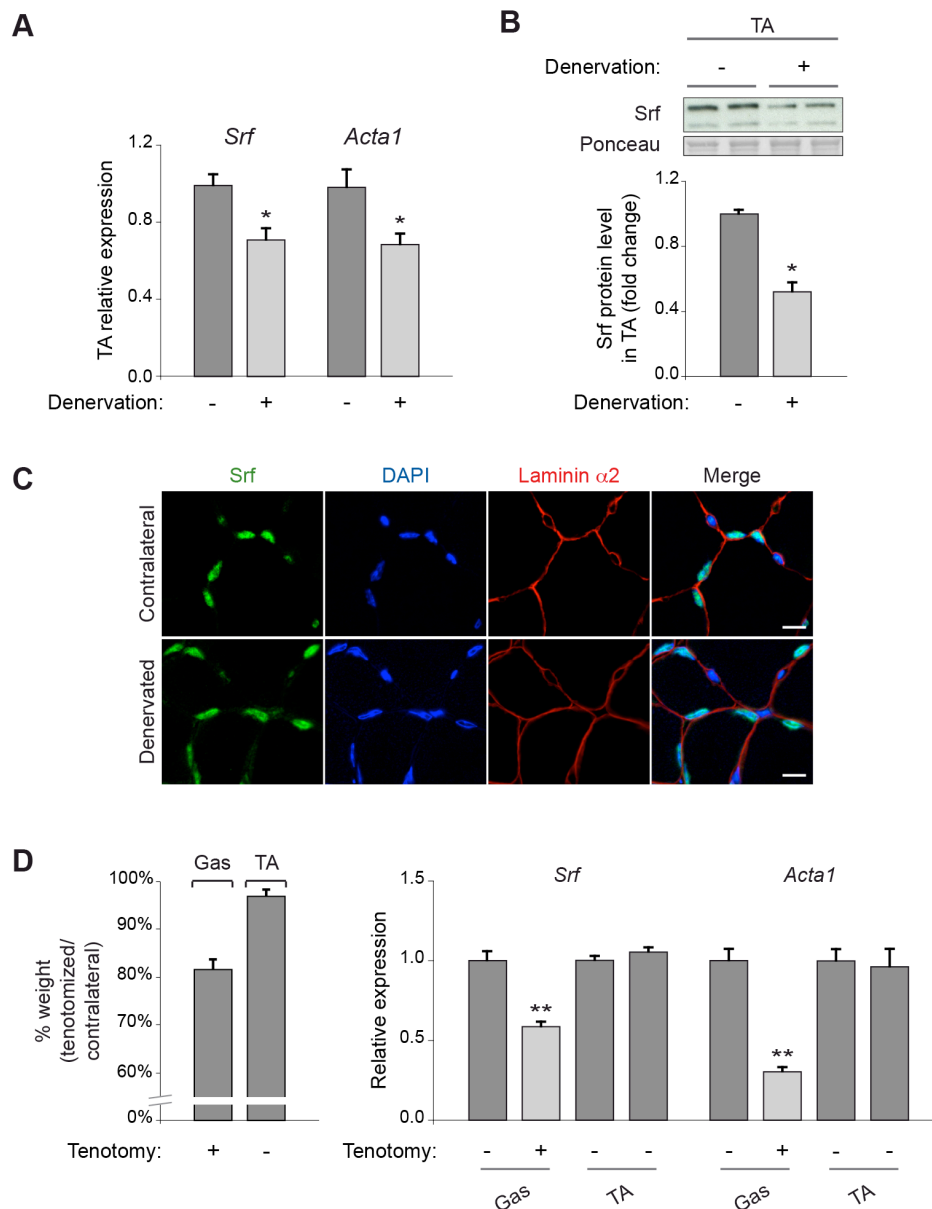 A
Srf
Acta1
TA relative expression
1.2
0.8
0.4
0.0
*
*
Denervation:
-
+
-
+
B
TA
Denervation:
-
+
Srf
Ponceau
Srf protein level
in TA (fold change)
1.2
0.8
0.4
0.0
*
Denervation:
-
+
C
Srf
DAPI
Laminin α2
Merge
Contralateral
Denervated
D
Gas
TA
% weight
(tenotomized/
contralateral)
100%
90%
80%
70%
60%
0%
Tenotomy:
+
-
Srf
Acta1
Relative expression
1.5
1.0
0.5
0.0
**
**
Tenotomy:
-
+
-
-
-
+
-
-
Gas
TA
Gas
TA